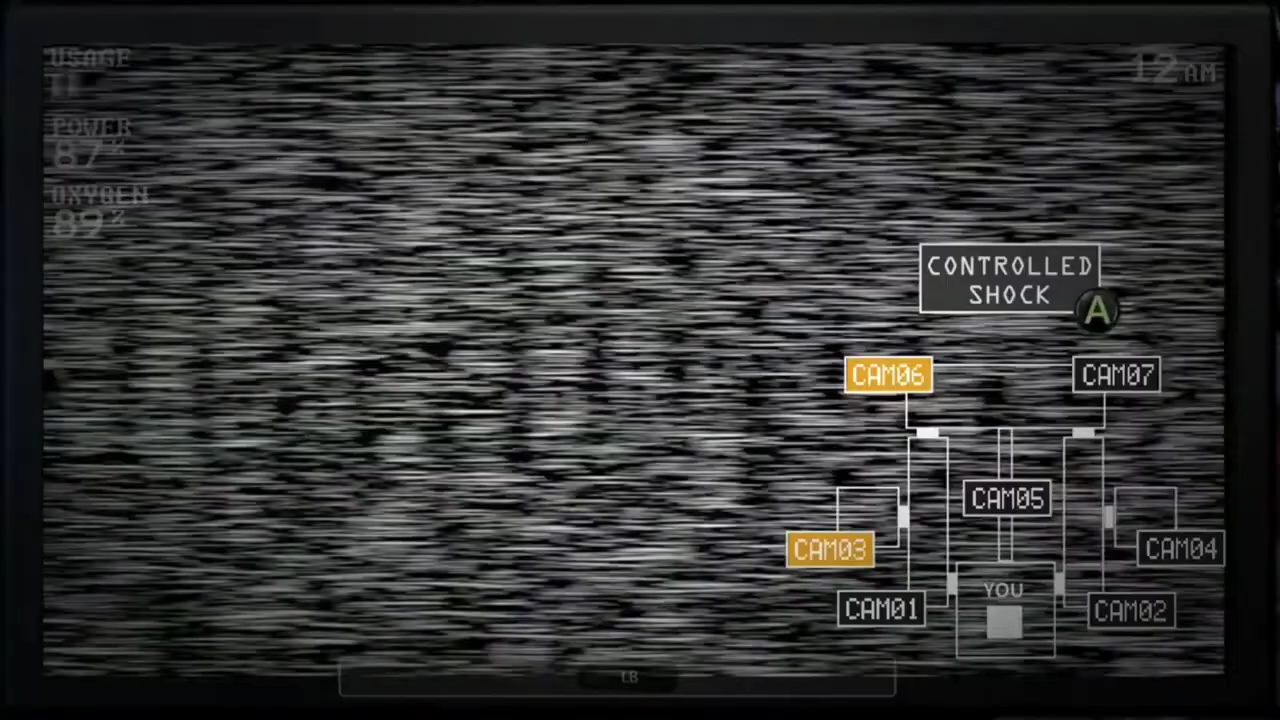 USAGE
12 AM
POWER
87%
OXYGEN
89%
CONTROLLED
SHOCK
A
CAM06
CAM07
CAM05
CAM03
CAM04
YOU
CAM01
CAM02
LB